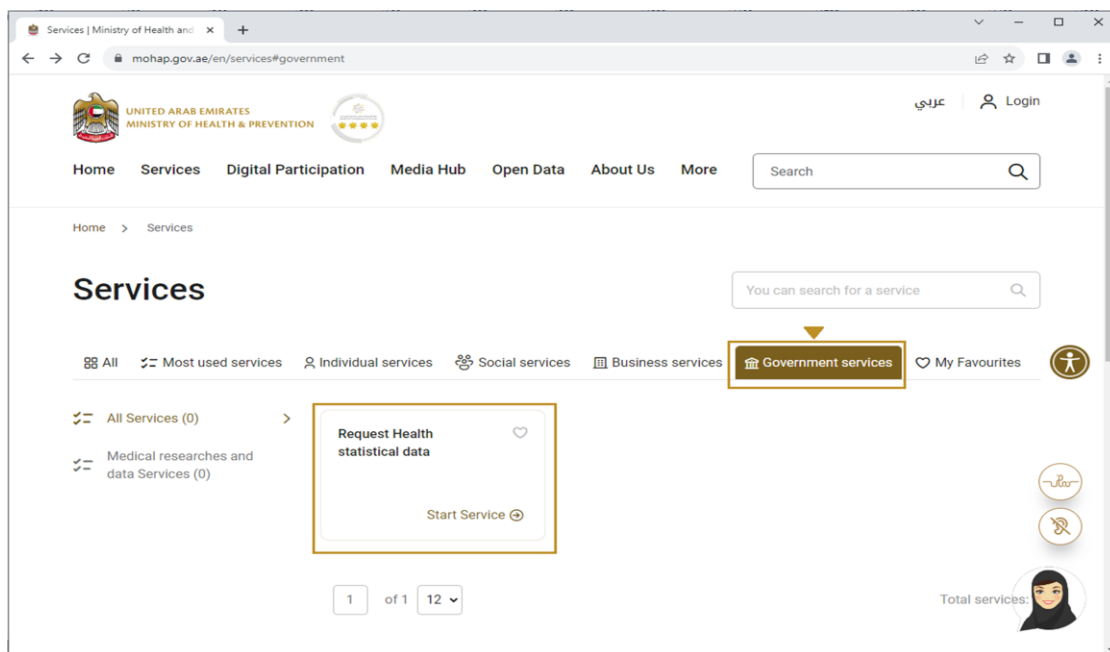 Services | Ministry of Health and
mohap.gov.ae/en/services#government
UNITED ARAB EMIRATES
MINISTRY OF HEALTH & PREVENTION
عربي
Login
Home Services Digital Participation Media Hub Open Data About Us More
Search
Home > Services
Services
You can search for a service
All Most used services Individual services Social services Business services Government services My Favourites
All Services (0) >
Medical researches and
data Services (0)
Request Health
statistical data
Start Service
1 of 1 12
Total services: